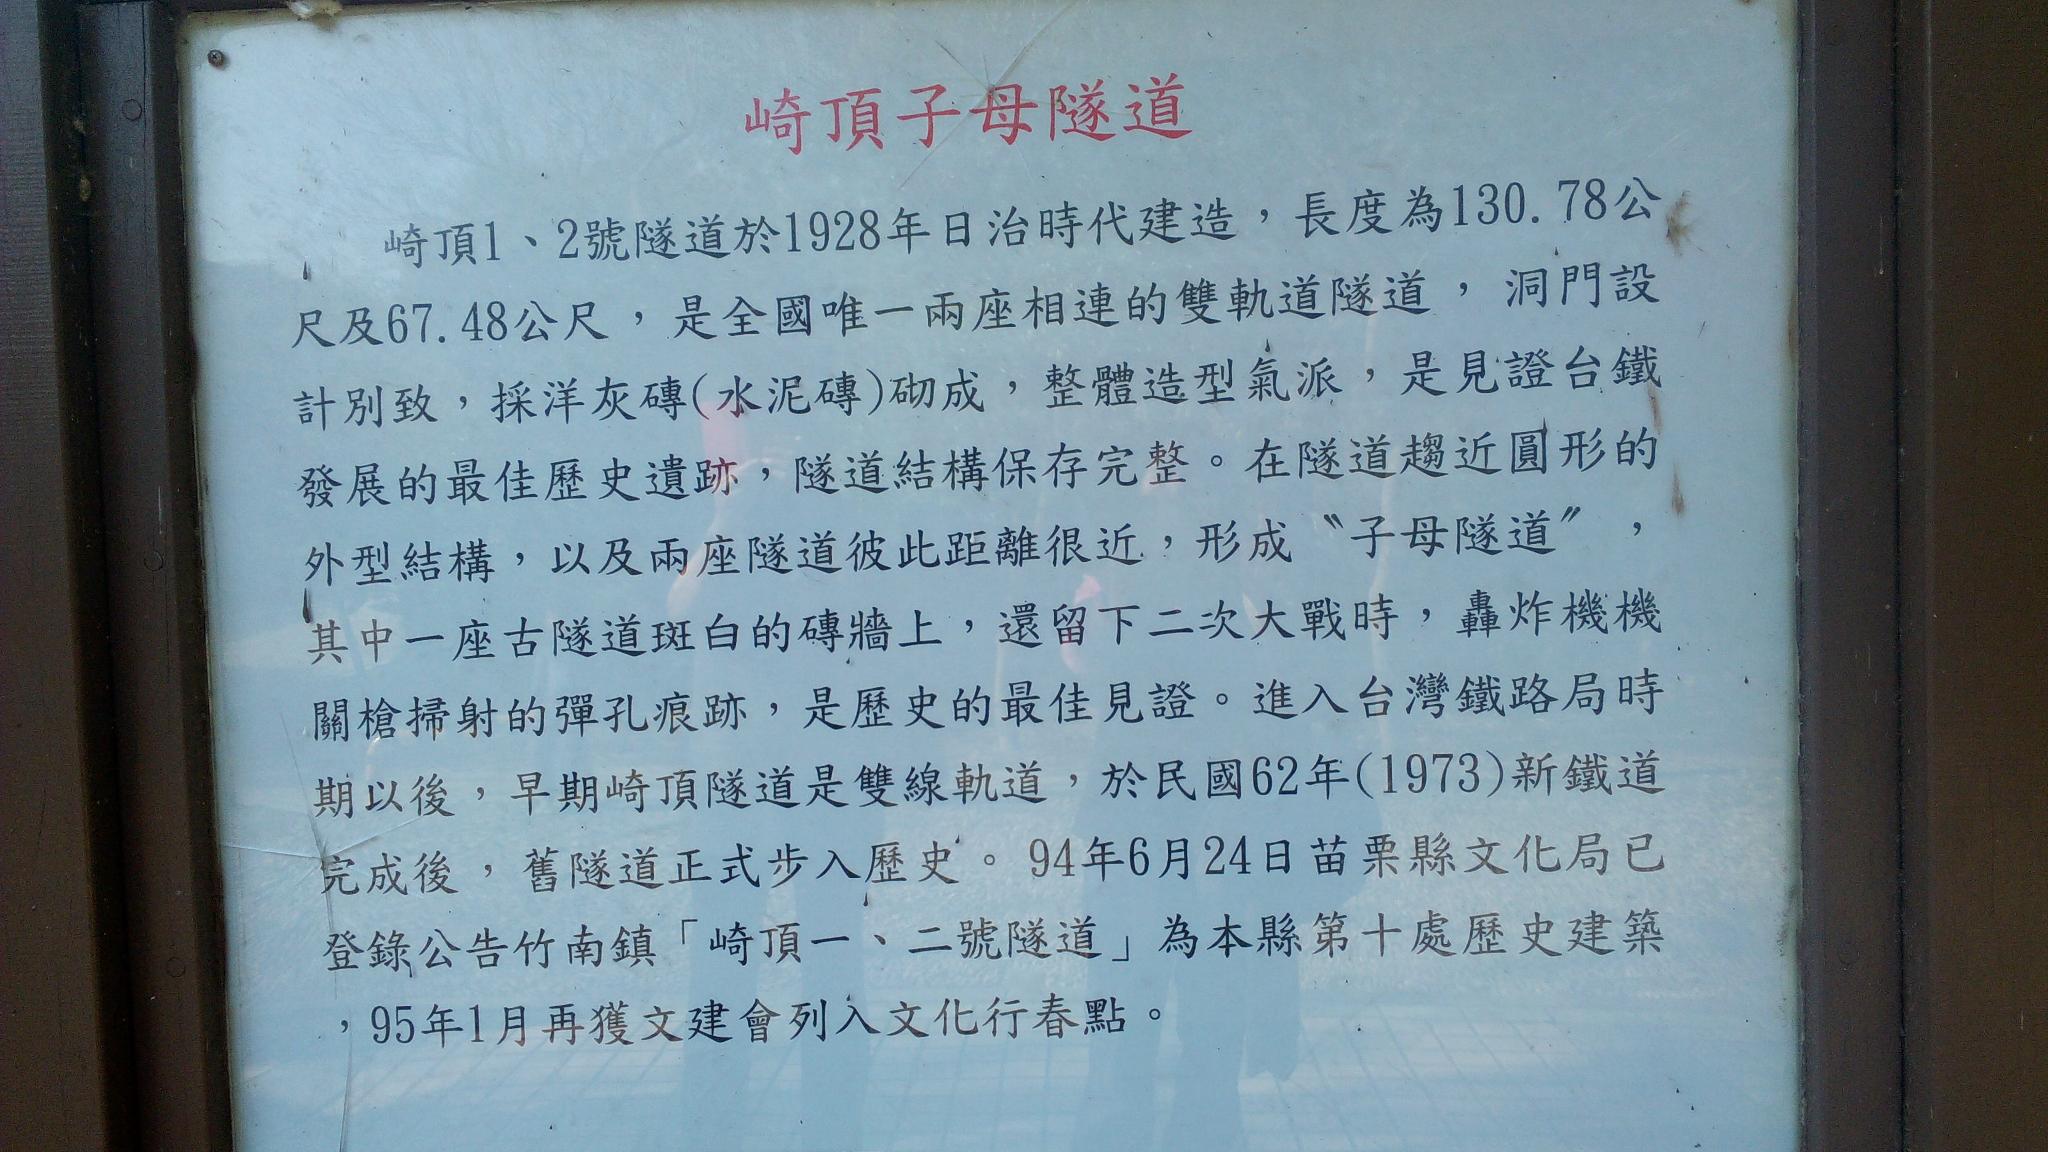 崎頂子母隧道
崎頂1、2號隧道於1928年日治時代建造，長度為130.78公
尺及67.48公尺，是全國唯一兩座相連的雙軌道隧道，洞門設
計別致，採洋灰磚(水泥磚)砌成，整體造型氣派，是見證台鐵
發展的最佳歷史遺跡，隧道結構保存完整。在隧道趨近圓形的
外型結構，以及兩座隧道彼此距離很近，形成〝子母隧道〞，
其中一座古隧道斑白的磚牆上，還留下二次大戰時，轟炸機機
關槍掃射的彈孔痕跡，是歷史的最佳見證。進入台灣鐵路局時
期以後，早期崎頂隧道是雙線軌道，於民國62年(1973)新鐵道
完成後，舊隧道正式步入歷史。94年6月24日苗栗縣文化局已
登錄公告竹南鎮「崎頂一、二號隧道」為本縣第十處歷史建築
，95年1月再獲文建會列入文化行春點。